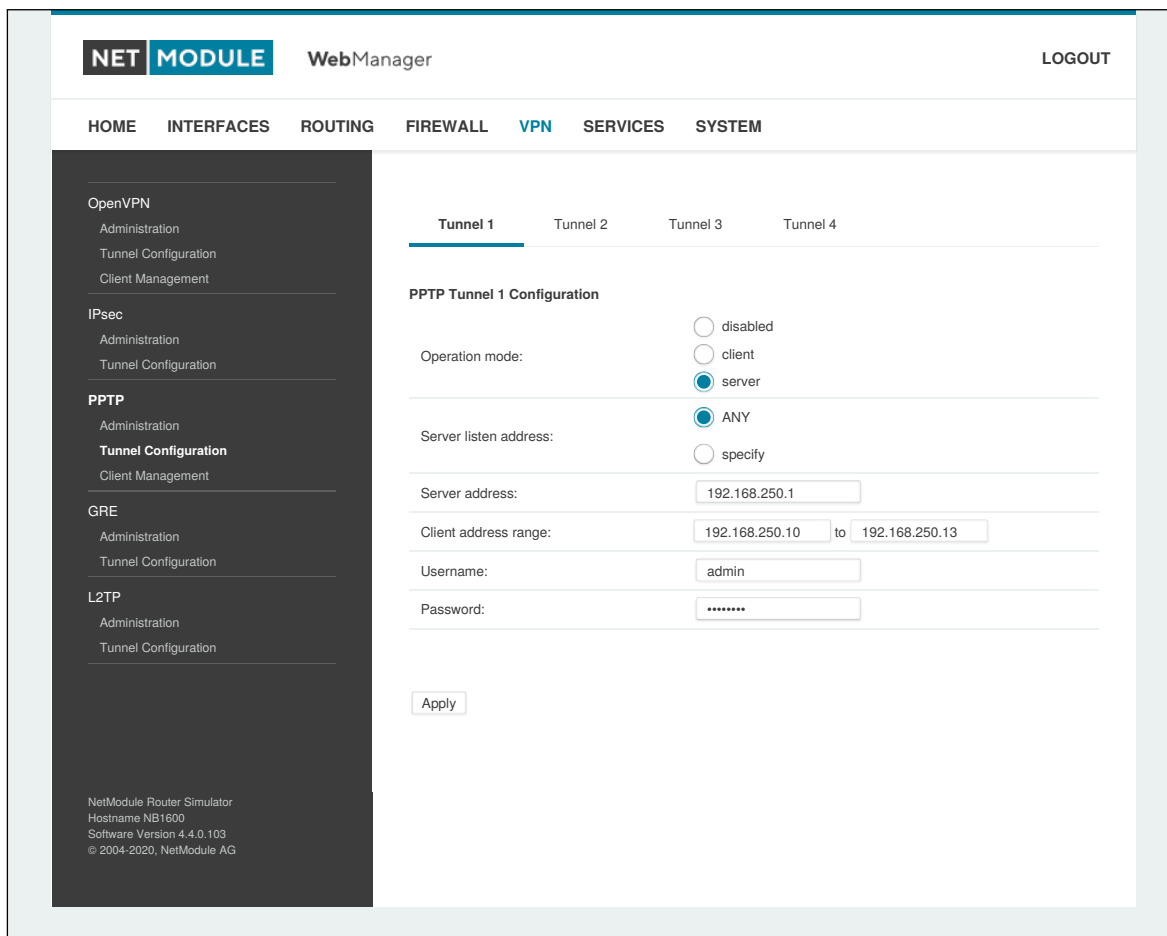 NET MODULE WebManager LOGOUT
HOME INTERFACES ROUTING FIREWALL VPN SERVICES SYSTEM
OpenVPN
Administration
Tunnel Configuration
Client Management
IPsec
Administration
Tunnel Configuration
PPTP
Administration
Tunnel Configuration
Client Management
GRE
Administration
Tunnel Configuration
L2TP
Administration
Tunnel Configuration
NetModule Router Simulator
Hostname NB1600
Software Version 4.4.0.103
© 2004-2020, NetModule AG
Tunnel 1 Tunnel 2 Tunnel 3 Tunnel 4
PPTP Tunnel 1 Configuration
Operation mode:
disabled
client
server
Server listen address:
ANY
specify
Server address: 192.168.250.1
Client address range: 192.168.250.10 to 192.168.250.13
Username: admin
Password: ••••••••
Apply